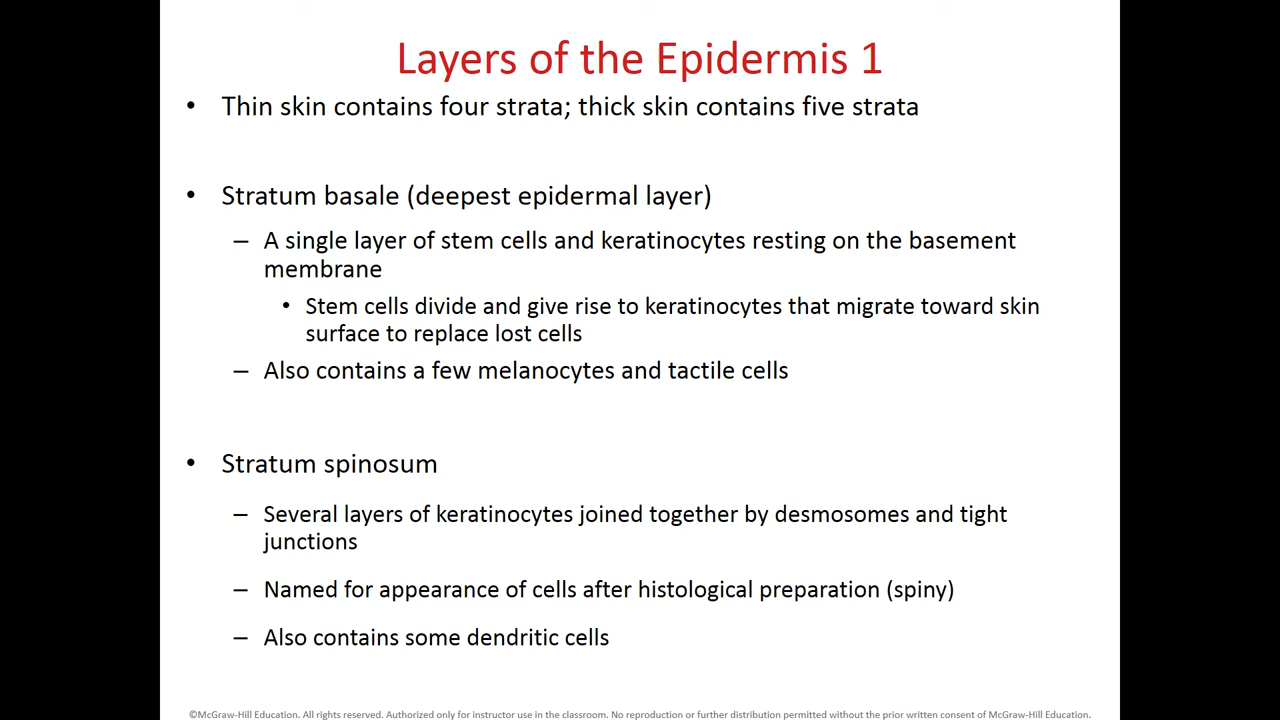 Layers of the Epidermis 1
• Thin skin contains four strata; thick skin contains five strata
• Stratum basale (deepest epidermal layer)
– A single layer of stem cells and keratinocytes resting on the basement
membrane
• Stem cells divide and give rise to keratinocytes that migrate toward skin
surface to replace lost cells
– Also contains a few melanocytes and tactile cells
• Stratum spinosum
– Several layers of keratinocytes joined together by desmosomes and tight
junctions
– Named for appearance of cells after histological preparation (spiny)
– Also contains some dendritic cells
©McGraw-Hill Education. All rights reserved. Authorized only for instructor use in the classroom. No reproduction or further distribution permitted without the prior written consent of McGraw-Hill Education.